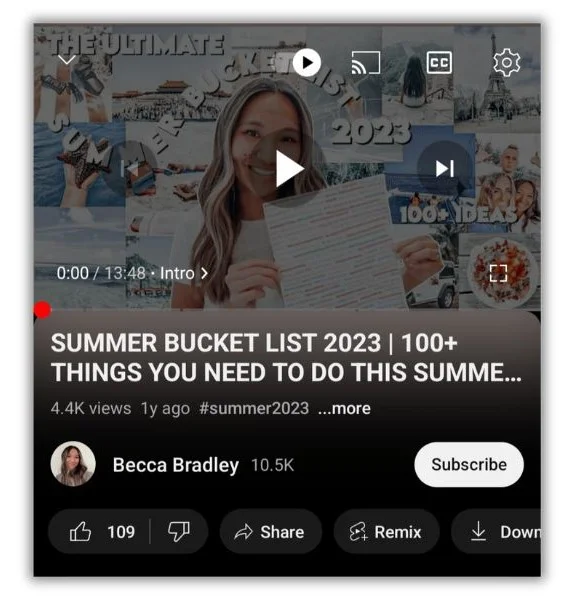 THE ULTIMATE
SUMMER BUCKET LIST
2023
100+ IDEAS
CC
0:00 / 13:48 • Intro
SUMMER BUCKET LIST 2023 | 100+
THINGS YOU NEED TO DO THIS SUMME...
4.4K views 1y ago #summer2023 ...more
Becca Bradley 10.5K
Subscribe
109
Share
Remix
Down